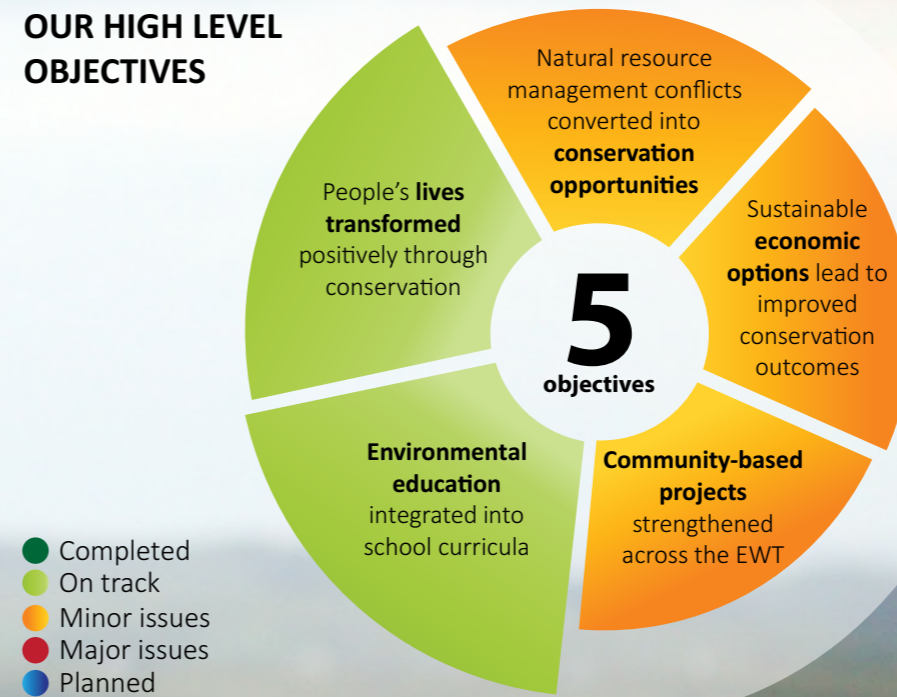 OUR HIGH LEVEL
OBJECTIVES
Natural resource
management conflicts
converted into
conservation
opportunities
People's lives
transformed
positively through
conservation
Sustainable
economic
options lead to
improved
conservation
outcomes
5
objectives
Environmental
education
integrated into
school curricula
Community-based
projects
strengthened
across the EWT
Completed
On track
Minor issues
Major issues
Planned